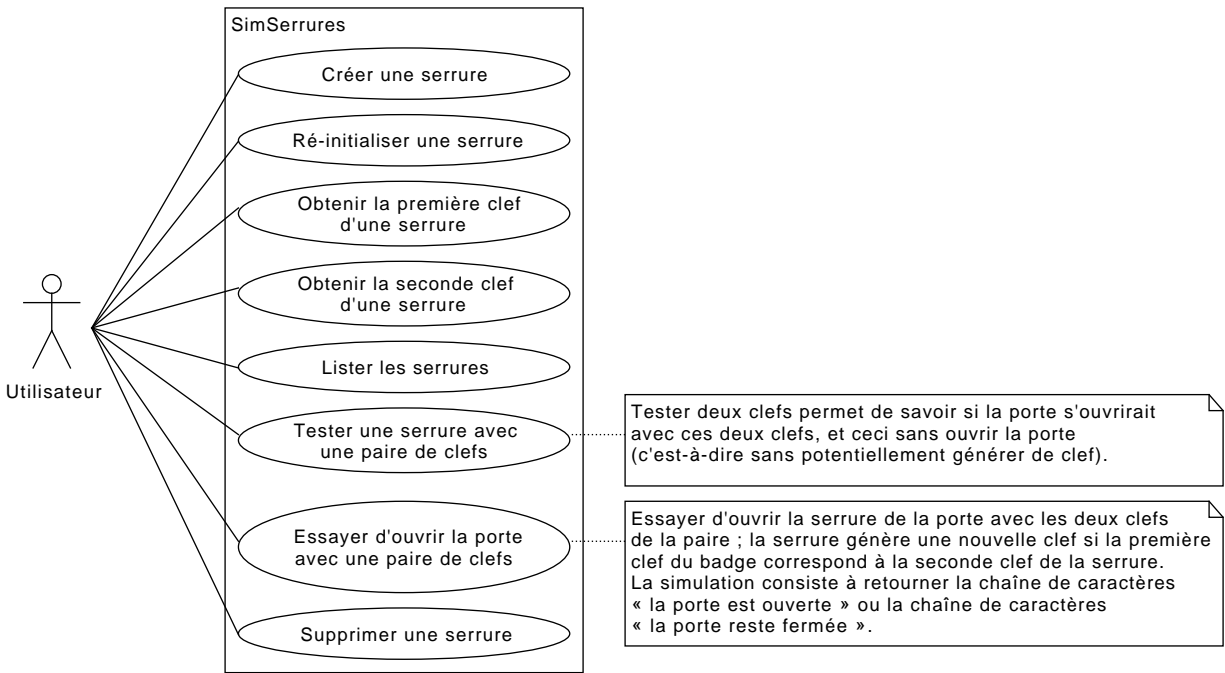 SimSerrures
Créer une serrure
Ré-initialiser une serrure
Obtenir la première clef
d'une serrure
Obtenir la seconde clef
d'une serrure
Lister les serrures
Utilisateur
Tester une serrure avec
une paire de clefs
Tester deux clefs permet de savoir si la porte s'ouvrirait
avec ces deux clefs, et ceci sans ouvrir la porte
(c'est-à-dire sans potentiellement générer de clef).
Essayer d'ouvrir la porte
avec une paire de clefs
Essayer d'ouvrir la serrure de la porte avec les deux clefs
de la paire ; la serrure génère une nouvelle clef si la première
clef du badge correspond à la seconde clef de la serrure.
La simulation consiste à retourner la chaîne de caractères
« la porte est ouverte » ou la chaîne de caractères
« la porte reste fermée ».
Supprimer une serrure